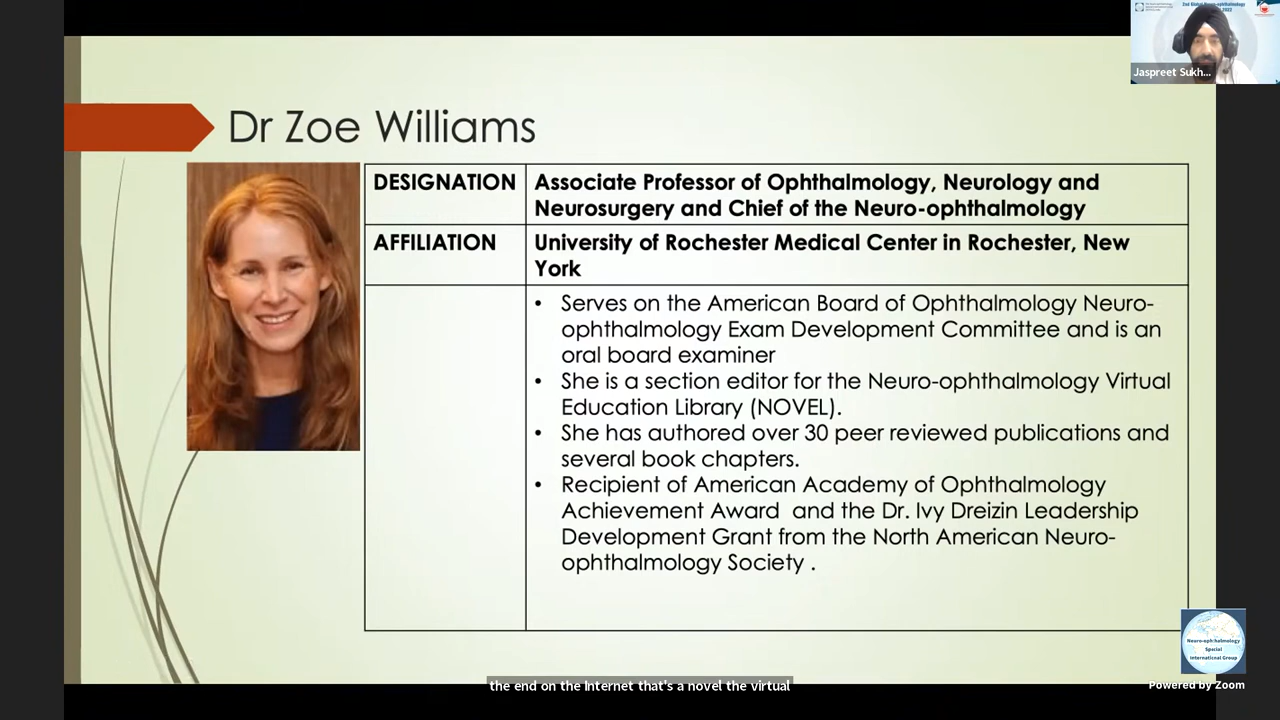 2nd Global Neuro-ophthalmology
2022
Jaspreet Sukh...
Dr Zoe Williams
DESIGNATION
Associate Professor of Ophthalmology, Neurology and
Neurosurgery and Chief of the Neuro-ophthalmology
AFFILIATION
University of Rochester Medical Center in Rochester, New
York
• Serves on the American Board of Ophthalmology Neuro-
ophthalmology Exam Development Committee and is an
oral board examiner
• She is a section editor for the Neuro-ophthalmology Virtual
Education Library (NOVEL).
• She has authored over 30 peer reviewed publications and
several book chapters.
• Recipient of American Academy of Ophthalmology
Achievement Award and the Dr. Ivy Dreizin Leadership
Development Grant from the North American Neuro-
ophthalmology Society .
Neuro-ophthalmology
Special
International Group
the end on the Internet that's a novel the virtual
Powered by Zoom